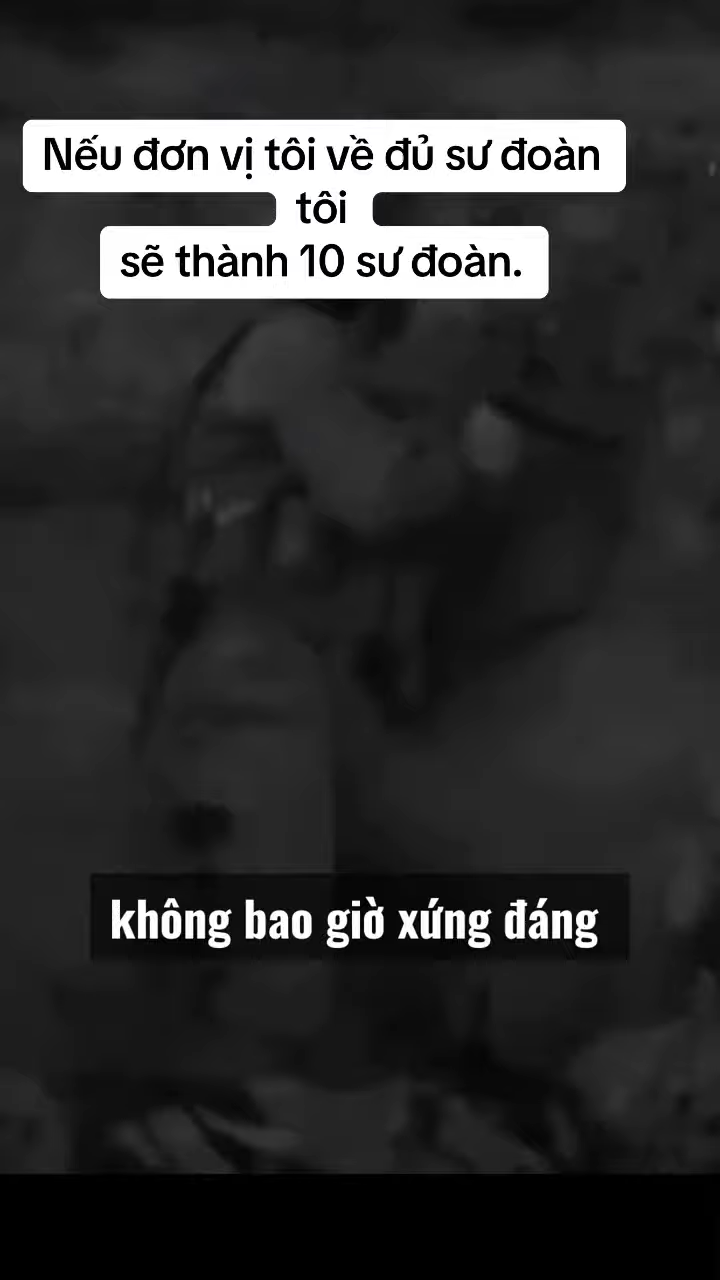 Nếu đơn vị tôi về đủ sư đoàn
tôi
sẽ thành 10 sư đoàn.
không bao giờ xứng đáng